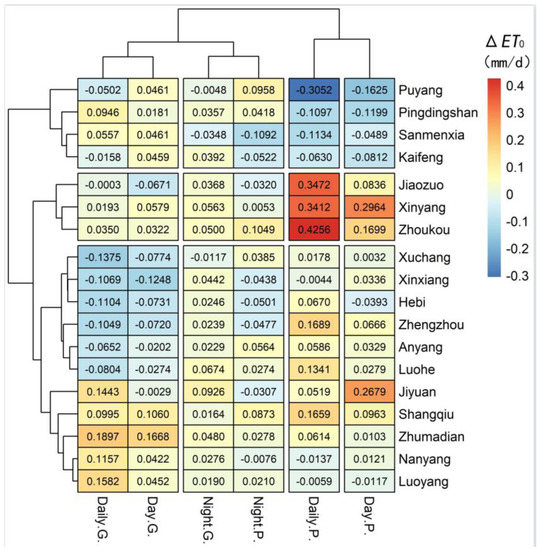 Δ ET0
(mm/d)
-0.0502 0.0461 -0.0048 0.0958 -0.3052 -0.1625 Puyang
0.0946 0.0181 0.0357 0.0418 -0.1097 -0.1199 Pingdingshan
0.0557 0.0461 -0.0348 -0.1092 -0.1134 -0.0489 Sanmenxia
-0.0158 0.0459 0.0392 -0.0522 -0.0630 -0.0812 Kaifeng
-0.0003 -0.0671 0.0368 -0.0320 0.3472 0.0836 Jiaozuo
0.0193 0.0579 0.0563 0.0053 0.3412 0.2964 Xinyang
0.0350 0.0322 0.0500 0.1049 0.4256 0.1699 Zhoukou
-0.1375 -0.0774 -0.0117 0.0385 0.0178 0.0032 Xuchang
-0.1069 -0.1248 0.0442 -0.0438 -0.0044 0.0336 Xinxiang
-0.1104 -0.0731 0.0246 -0.0501 0.0670 -0.0393 Hebi
-0.1049 -0.0720 0.0239 -0.0477 0.1689 0.0666 Zhengzhou
-0.0652 -0.0202 0.0229 0.0564 0.0586 0.0329 Anyang
-0.0804 -0.0274 0.0674 0.0274 0.1341 0.0279 Luohe
0.1443 -0.0029 0.0926 -0.0307 0.0519 0.2679 Jiyuan
0.0995 0.1060 0.0164 0.0873 0.1659 0.0963 Shangqiu
0.1897 0.1668 0.0480 0.0278 0.0614 0.0103 Zhumadian
0.1157 0.0422 0.0276 -0.0076 -0.0137 0.0121 Nanyang
0.1582 0.0452 0.0190 0.0210 -0.0059 -0.0117 Luoyang
Daily.G. Day.G. Night.G. Night.P. Daily.P. Day.P.
0.4
0.3
0.2
0.1
0
-0.1
-0.2
-0.3